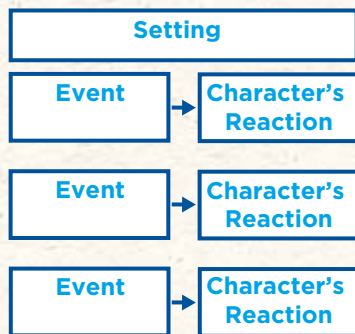 Setting
Event
Character's
Reaction
Event
Character's
Reaction
Event
Character's
Reaction